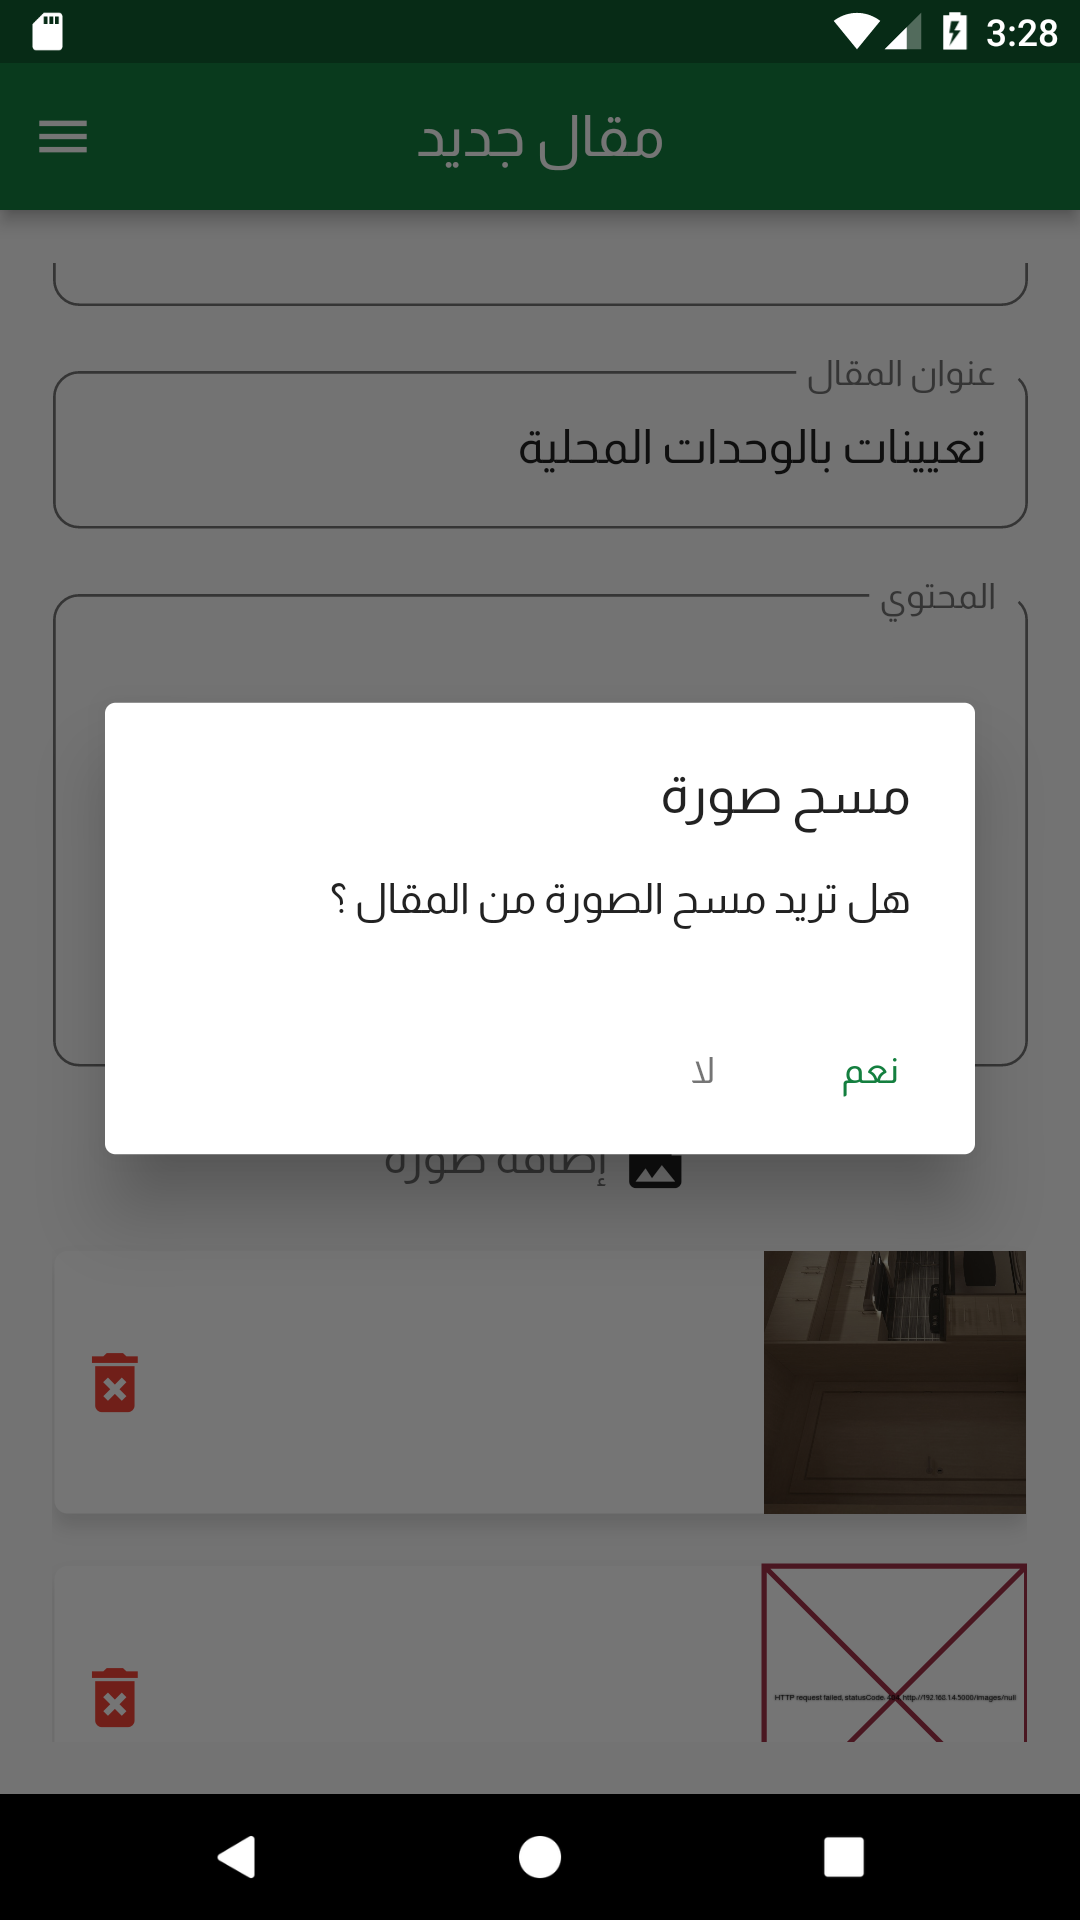 3:28
مقال جديد
عنوان المقال
تعيينات بالوحدات المحلية
المحتوي
مسح صورة
هل تريد مسح الصورة من المقال ؟
نعم
لا
إضافة صورة
HTTP request failed, statusCode: 404, http://192.168.1.4:5000/images/null